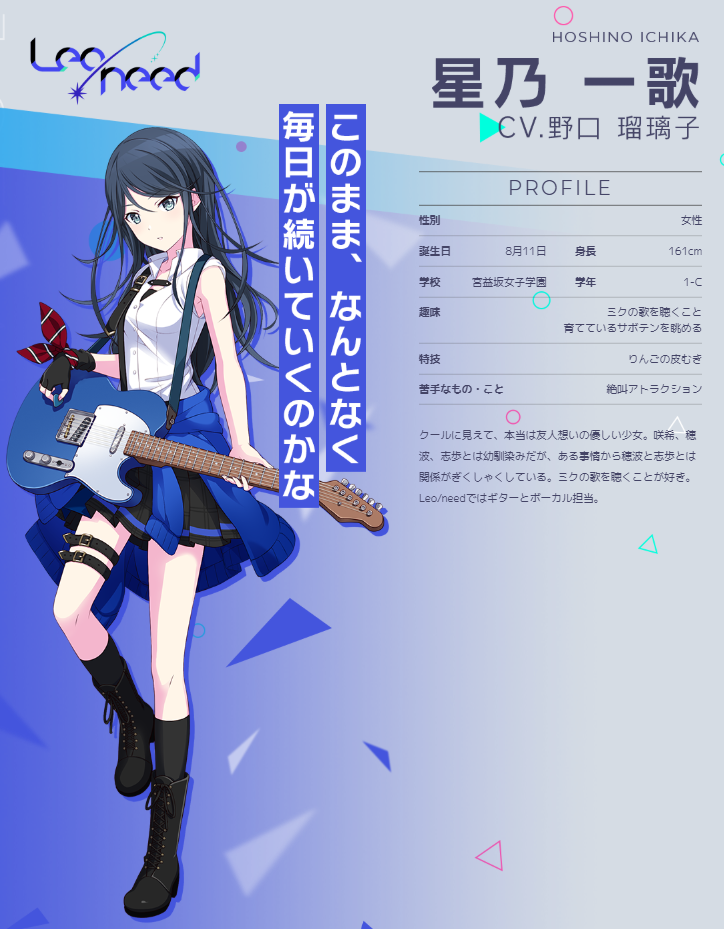 Leo/need
HOSHINO ICHIKA
星乃 一歌
CV.野口 瑠璃子
このまま、なんとなく
毎日が続いていくのかな
PROFILE
性別 女性
誕生日 8月11日 身長 161cm
学校 宮益坂女子学園 学年 1-C
趣味 ミクの歌を聴くこと
育てているサボテンを眺める
特技 りんごの皮むき
苦手なもの・こと 絶叫アトラクション
クールに見えて、本当は友人想いの優しい少女。咲希、穂
波、志歩とは幼馴染みだが、ある事情から穂波と志歩とは
関係がぎくしゃくしている。ミクの歌を聴くことが好き。
Leo/needではギターとボーカル担当。